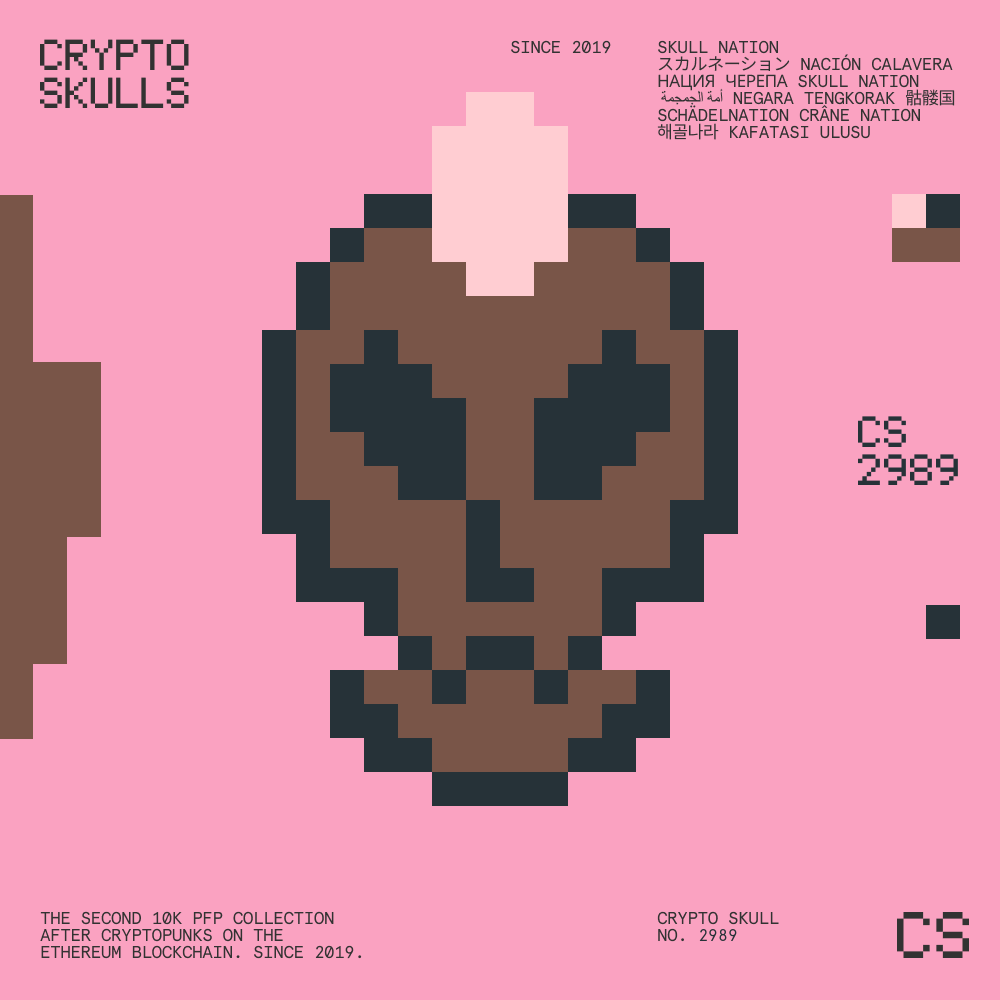 CRYPTO
SKULLS
SINCE 2019
SKULL NATION
スカルネーション NACIÓN CALAVERA
НАЦИЯ ЧЕРЕПА SKULL NATION
أمة الجمجمة NEGARA TENGKORAK 骷髅国
SCHÄDELNATION CRÂNE NATION
해골나라 KAFATASI ULUSU
CS
2989
THE SECOND 10K PFP COLLECTION
AFTER CRYPTOPUNKS ON THE
ETHEREUM BLOCKCHAIN. SINCE 2019.
CRYPTO SKULL
NO. 2989
CS